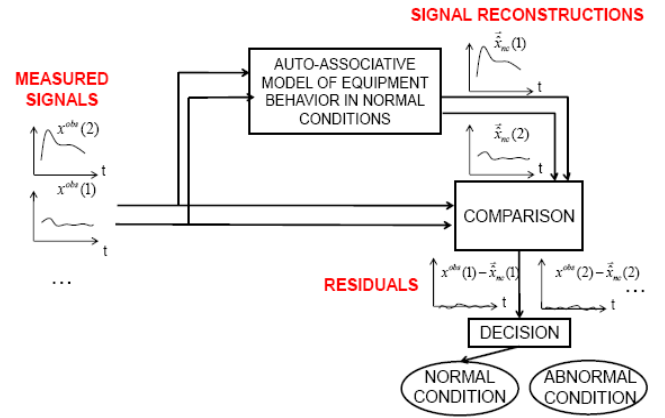 SIGNAL RECONSTRUCTIONS
AUTO-ASSOCIATIVE
MODEL OF EQUIPMENT
BEHAVIOR IN NORMAL
CONDITIONS
x̂⃗_nc(1)
t
MEASURED
SIGNALS
x^obs(2)
t
x̂⃗_nc(2)
t
x^obs(1)
t
...
COMPARISON
RESIDUALS
x^obs(1) − x̂⃗_nc(1)
t
x^obs(2) − x̂⃗_nc(2)
...
t
DECISION
NORMAL
CONDITION
ABNORMAL
CONDITION